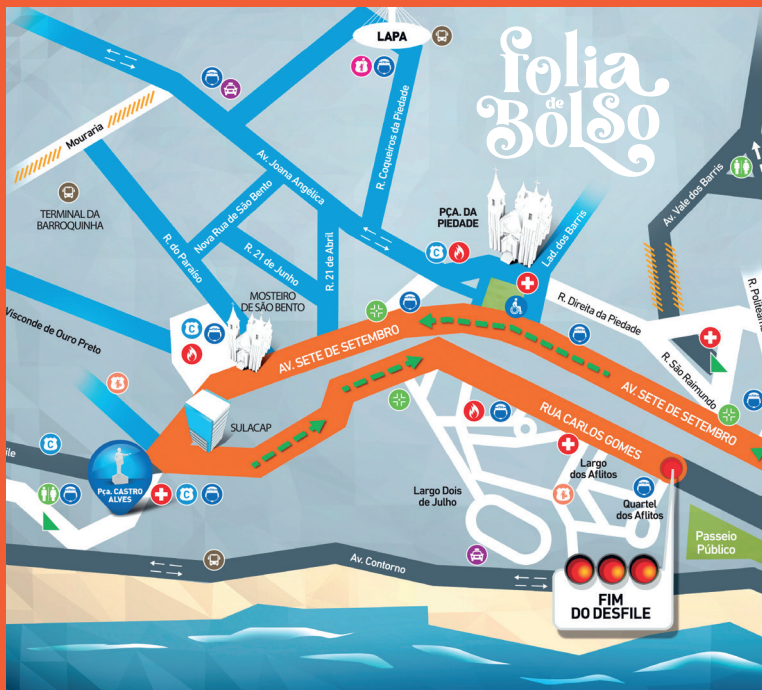 LAPA
folia
de
BOLSO
Mouraria
Av. Joana Angélica
R. Coqueiros da Piedade
Av. Vale dos Barris
TERMINAL DA
BARROQUINHA
Nova Rua de São Bento
PÇA. DA
PIEDADE
Lad. dos Barris
R. do Paraíso
R. 21 de Junho
R. 21 de Abril
MOSTEIRO
DE SÃO BENTO
R. Direita da Piedade
Visconde de Ouro Preto
AV. SETE DE SETEMBRO
R. São Raimundo
AV. SETE DE SETEMBRO
SULACAP
RUA CARLOS GOMES
Pça. CASTRO
ALVES
Largo Dois
de Julho
Largo
dos Aflitos
Quartel
dos Aflitos
Passeio
Público
Av. Contorno
FIM
DO DESFILE